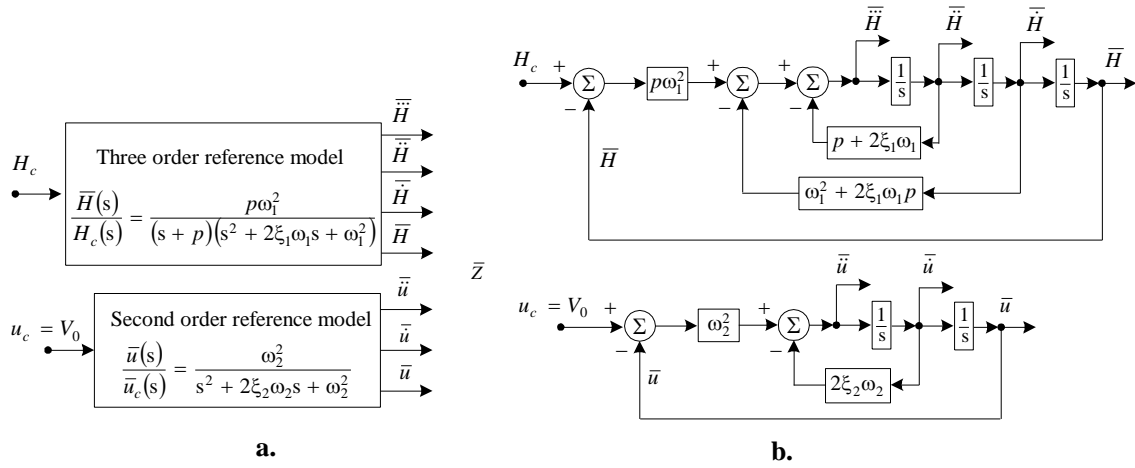 H_c
Three order reference model
H̅(s)/H_c(s) = pω₁²/((s + p)(s² + 2ξ₁ω₁s + ω₁²))
H̅⃛
H̅̈
H̅̇
H̅
u_c = V₀
Second order reference model
u̅(s)/u̅_c(s) = ω₂²/(s² + 2ξ₂ω₂s + ω₂²)
u̅̈
u̅̇
u̅
Z̅
a.
H̅⃛
H̅̈
H̅̇
H_c
+
Σ
−
pω₁²
+
Σ
−
+
Σ
−
1/s
1/s
1/s
H̅
p + 2ξ₁ω₁
H̅
ω₁² + 2ξ₁ω₁p
u̅̈
u̅̇
u_c = V₀
+
Σ
−
ω₂²
+
Σ
−
1/s
1/s
u̅
u̅
2ξ₂ω₂
b.